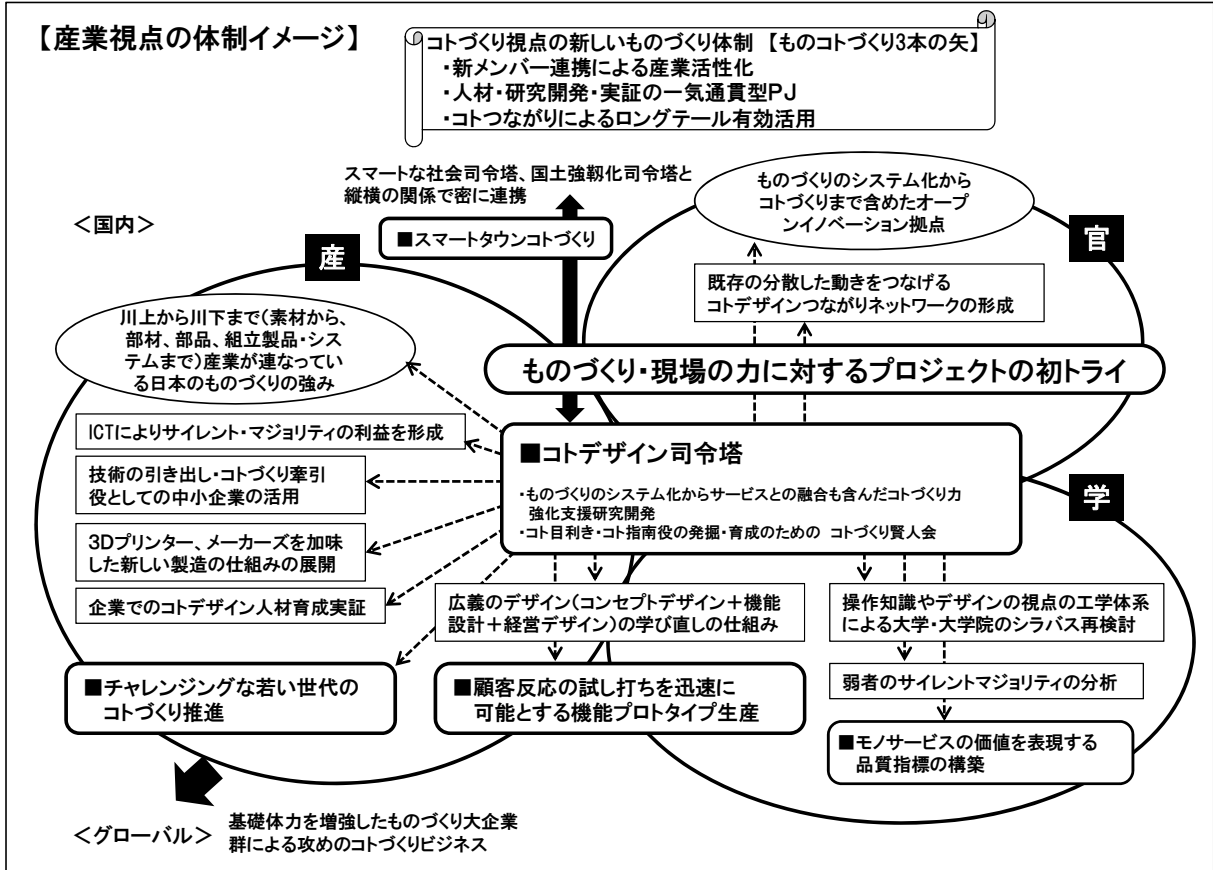 【産業視点の体制イメージ】
コトづくり視点の新しいものづくり体制 【ものコトづくり3本の矢】
・新メンバー連携による産業活性化
・人材・研究開発・実証の一気通貫型PJ
・コトつながりによるロングテール有効活用
スマートな社会司令塔、国土強靱化司令塔と
縦横の関係で密に連携
＜国内＞
■スマートタウンコトづくり
ものづくりのシステム化から
コトづくりまで含めたオープ
ンイノベーション拠点
官
産
既存の分散した動きをつなげる
コトデザインつながりネットワークの形成
川上から川下まで（素材から、
部材、部品、組立製品・シス
テムまで）産業が連なってい
る日本のものづくりの強み
ものづくり・現場の力に対するプロジェクトの初トライ
ICTによりサイレント・マジョリティの利益を形成
技術の引き出し・コトづくり牽引
役としての中小企業の活用
3Dプリンター、メーカーズを加味
した新しい製造の仕組みの展開
企業でのコトデザイン人材育成実証
■コトデザイン司令塔
・ものづくりのシステム化からサービスとの融合も含んだコトづくり力
強化支援研究開発
・コト目利き・コト指南役の発掘・育成のための コトづくり賢人会
学
広義のデザイン（コンセプトデザイン＋機能
設計＋経営デザイン）の学び直しの仕組み
操作知識やデザインの視点の工学体系
による大学・大学院のシラバス再検討
■チャレンジングな若い世代の
コトづくり推進
■顧客反応の試し打ちを迅速に
可能とする機能プロトタイプ生産
弱者のサイレントマジョリティの分析
■モノサービスの価値を表現する
品質指標の構築
＜グローバル＞
基礎体力を増強したものづくり大企業
群による攻めのコトづくりビジネス